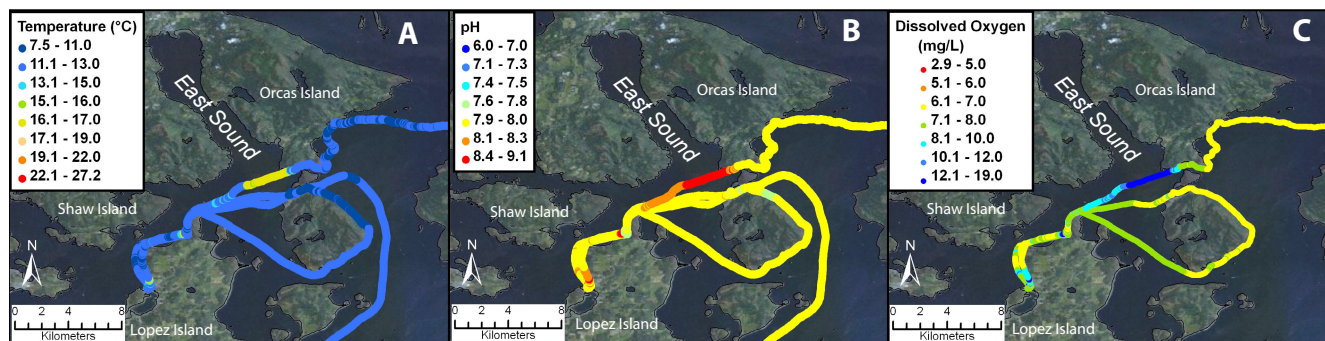 Temperature (°C)
7.5 - 11.0
11.1 - 13.0
13.1 - 15.0
15.1 - 16.0
16.1 - 17.0
17.1 - 19.0
19.1 - 22.0
22.1 - 27.2
A
East Sound
Orcas Island
Shaw Island
N
Lopez Island
0 2 4 8
Kilometers
pH
6.0 - 7.0
7.1 - 7.3
7.4 - 7.5
7.6 - 7.8
7.9 - 8.0
8.1 - 8.3
8.4 - 9.1
B
East Sound
Orcas Island
Shaw Island
N
Lopez Island
0 2 4 8
Kilometers
Dissolved Oxygen
(mg/L)
2.9 - 5.0
5.1 - 6.0
6.1 - 7.0
7.1 - 8.0
8.1 - 10.0
10.1 - 12.0
12.1 - 19.0
C
East Sound
Orcas Island
Shaw Island
N
Lopez Island
0 2 4 8
Kilometers